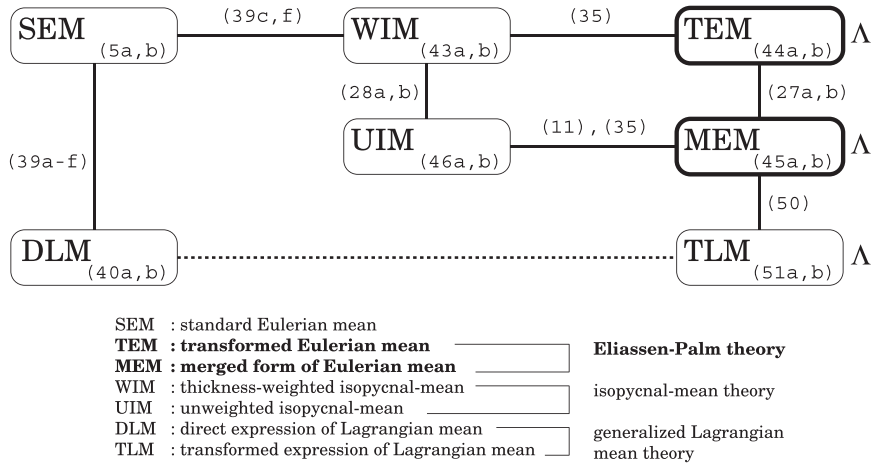 SEM (39c,f) WIM (35) TEM Λ
(5a,b) (43a,b) (44a,b)
(28a,b) (27a,b)
(39a-f) UIM (11),(35) MEM Λ
(46a,b) (45a,b)
(50)
DLM TLM Λ
(40a,b) (51a,b)
SEM : standard Eulerian mean
TEM : transformed Eulerian mean
MEM : merged form of Eulerian mean
Eliassen-Palm theory
WIM : thickness-weighted isopycnal-mean
UIM : unweighted isopycnal-mean
isopycnal-mean theory
DLM : direct expression of Lagrangian mean
TLM : transformed expression of Lagrangian mean
generalized Lagrangian
mean theory